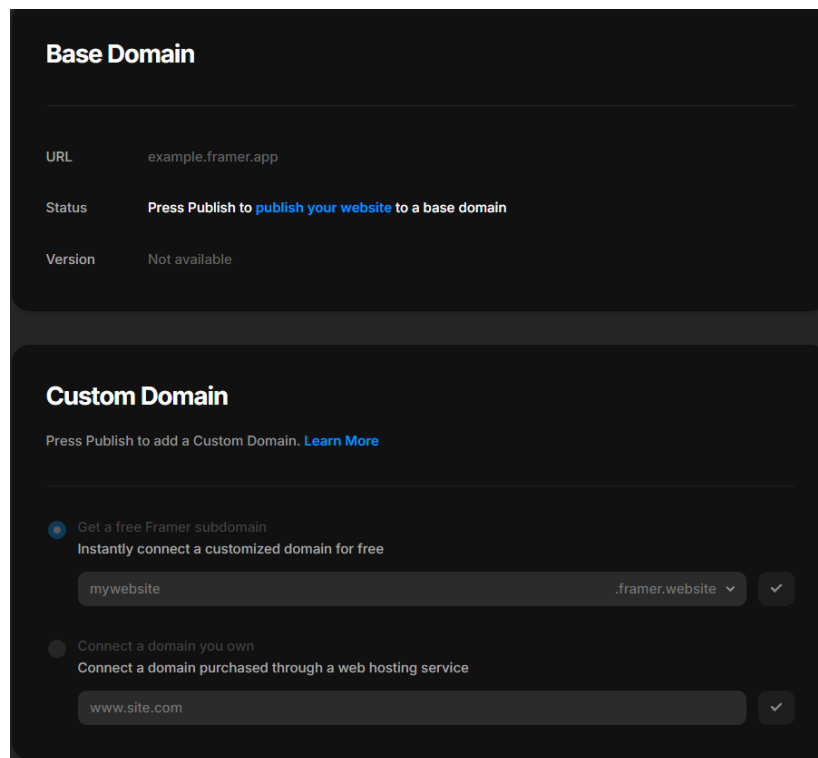 Base Domain
URL example.framer.app
Status Press Publish to publish your website to a base domain
Version Not available
Custom Domain
Press Publish to add a Custom Domain. Learn More
Get a free Framer subdomain
Instantly connect a customized domain for free
mywebsite .framer.website
Connect a domain you own
Connect a domain purchased through a web hosting service
www.site.com